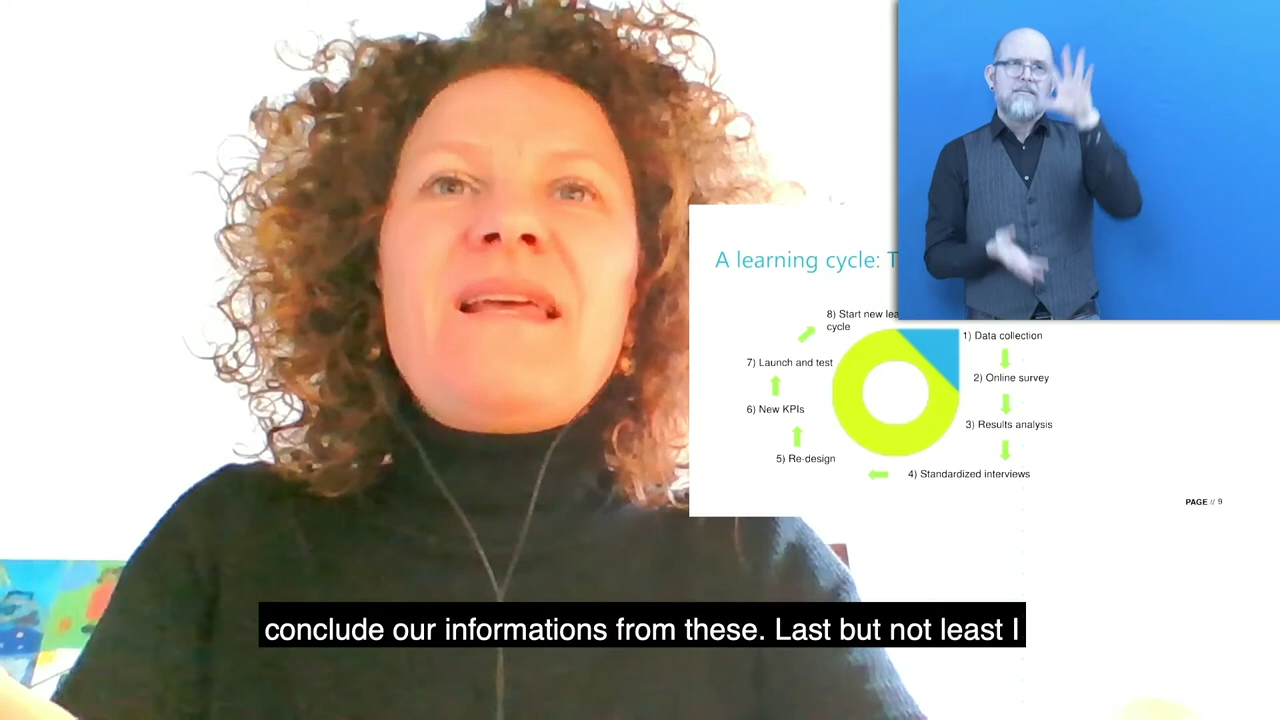 A learning cycle: T
8) Start new lea
cycle
1) Data collection
7) Launch and test
2) Online survey
6) New KPIs
3) Results analysis
5) Re-design
4) Standardized interviews
PAGE // 9
conclude our informations from these. Last but not least I